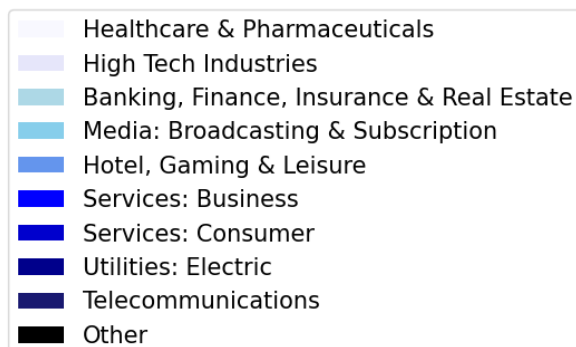 Healthcare & Pharmaceuticals
High Tech Industries
Banking, Finance, Insurance & Real Estate
Media: Broadcasting & Subscription
Hotel, Gaming & Leisure
Services: Business
Services: Consumer
Utilities: Electric
Telecommunications
Other